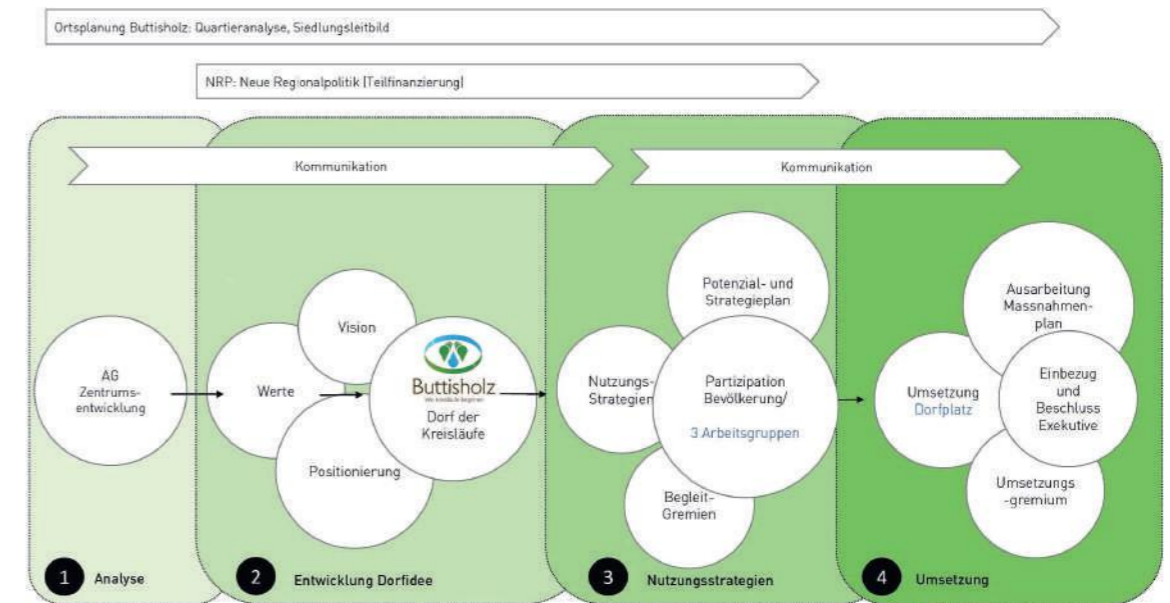 Ortsplanung Buttisholz: Quartieranalyse, Siedlungsleitbild
NRP: Neue Regionalpolitik [Teilfinanzierung]
Kommunikation
Kommunikation
AG
Zentrums-
entwicklung
Werte
Vision
Positionierung
Buttisholz
Dorf der
Kreisläufe
Nutzungs-
Strategien
Potenzial- und
Strategieplan
Partizipation
Bevölkerung/
3 Arbeitsgruppen
Begleit-
Gremien
Umsetzung
Dorfplatz
Ausarbeitung
Massnahmen-
plan
Einbezug
und
Beschluss
Exekutive
Umsetzungs
-gremium
1 Analyse
2 Entwicklung Dorfidee
3 Nutzungsstrategien
4 Umsetzung